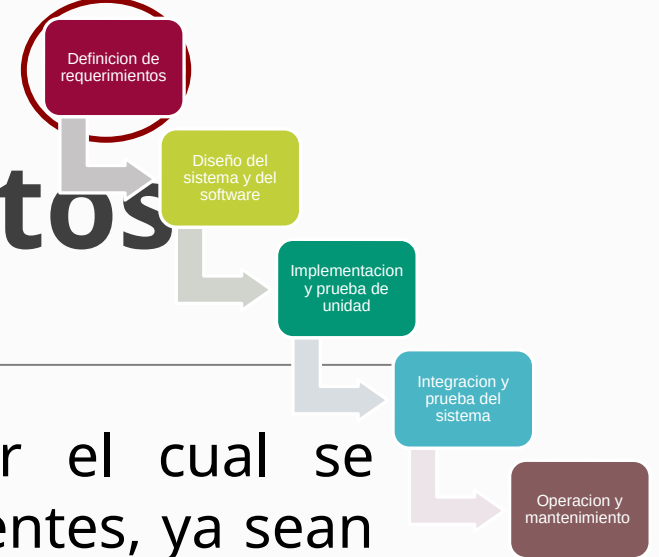 Definicion de
requerimientos
Diseño del
sistema y del
software
tos
Implementacion
y prueba de
unidad
Integracion y
prueba del
sistema
r el cual se
entes, ya sean
Operacion y
mantenimiento